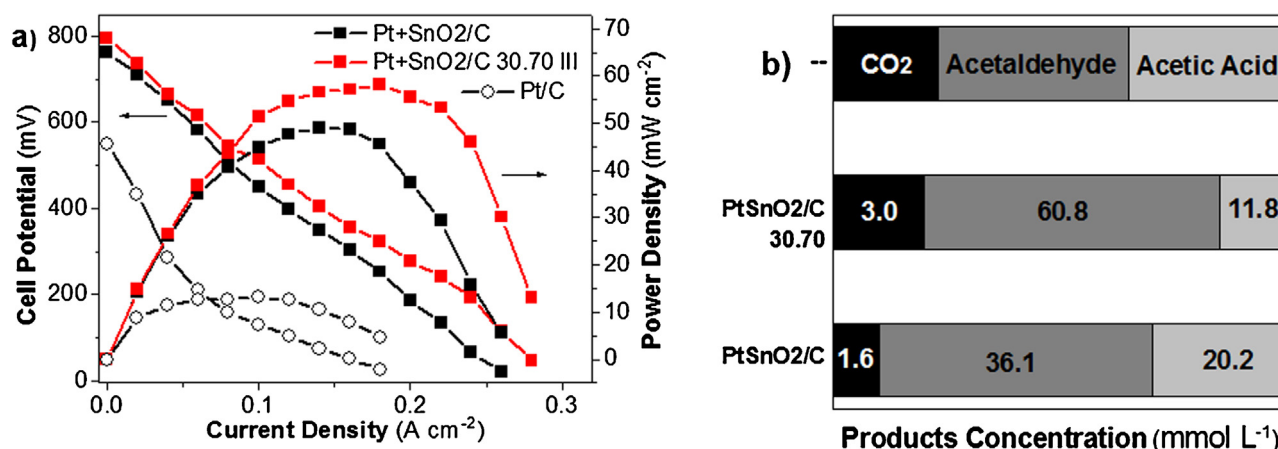 a)
800
600
400
200
0
Cell Potential (mV)
0.0 0.1 0.2 0.3
Current Density (A cm-2)
70
60
50
40
30
20
10
0
Power Density (mW cm-2)
Pt+SnO2/C
Pt+SnO2/C 30.70 III
Pt/C
b)
--
CO2 Acetaldehyde Acetic Acid
PtSnO2/C
30.70
3.0 60.8 11.8
PtSnO2/C
1.6 36.1 20.2
Products Concentration (mmol L-1)